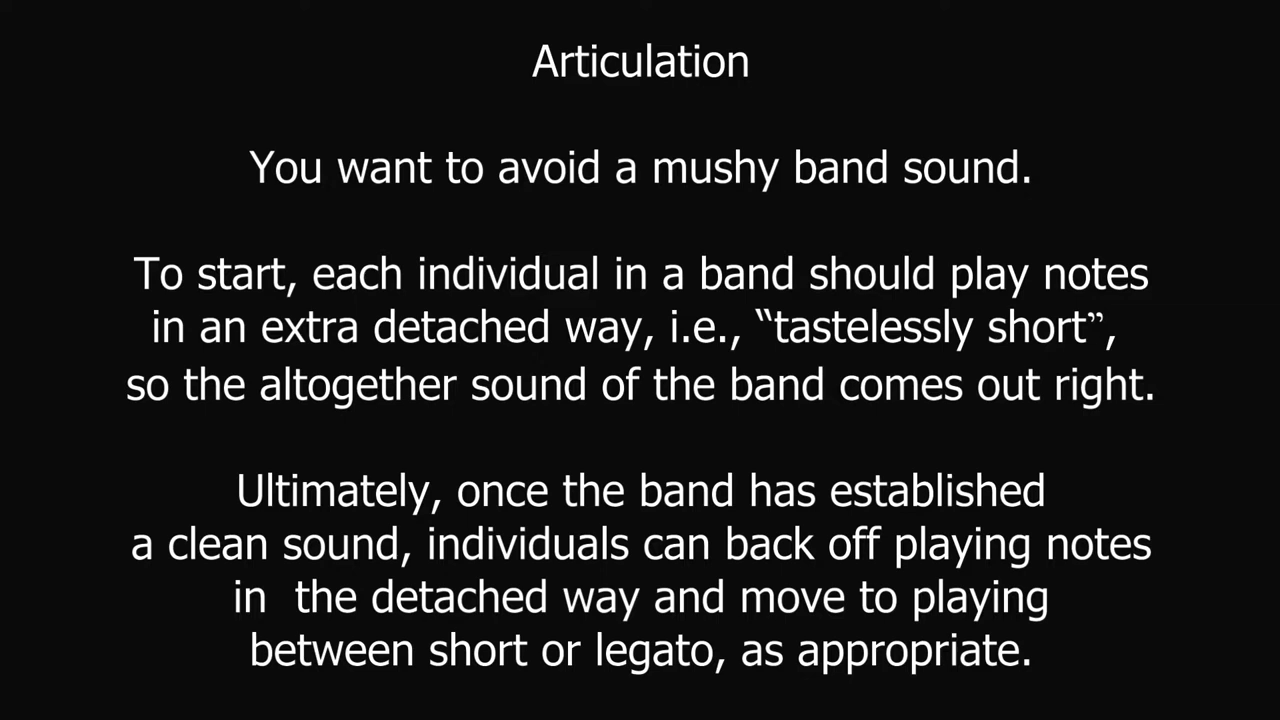 Articulation
You want to avoid a mushy band sound.
To start, each individual in a band should play notes
in an extra detached way, i.e., “tastelessly short”,
so the altogether sound of the band comes out right.
Ultimately, once the band has established
a clean sound, individuals can back off playing notes
in  the detached way and move to playing
between short or legato, as appropriate.